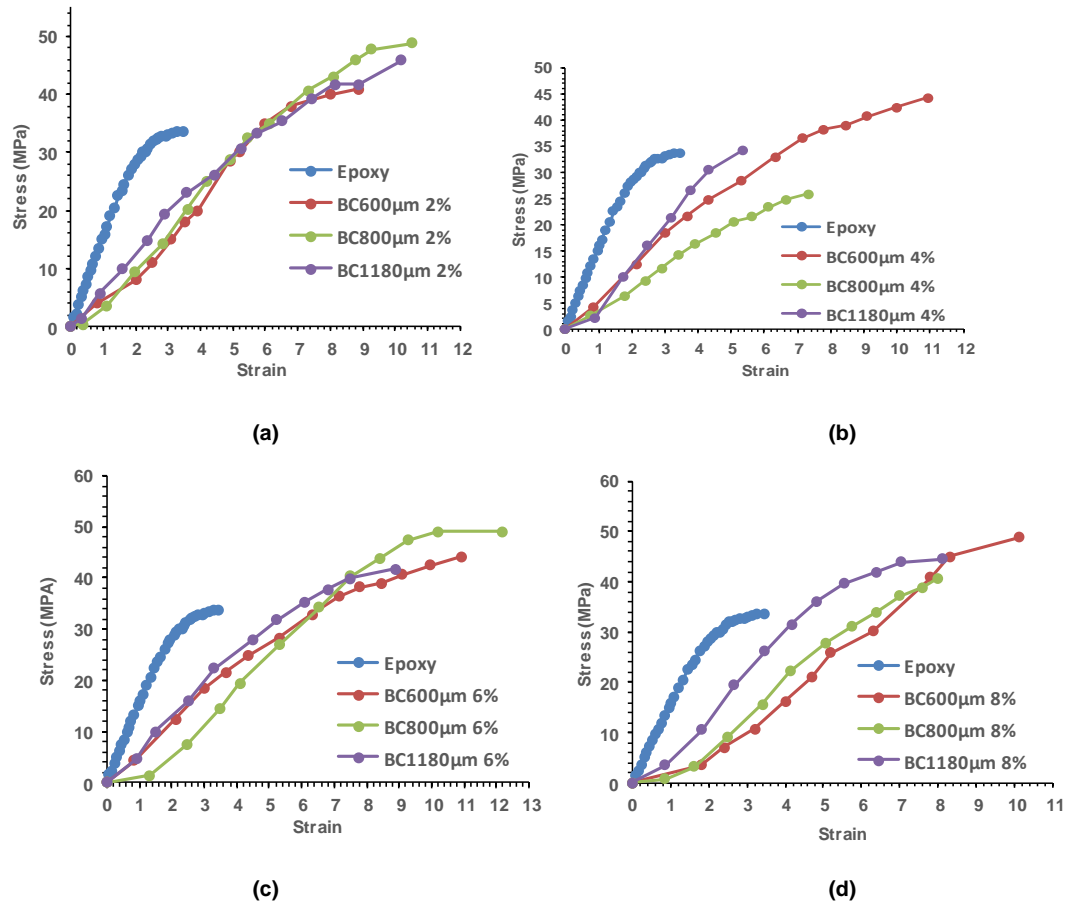 50
40
30
20
10
0
Stress (MPa)
Epoxy
BC600µm 2%
BC800µm 2%
BC1180µm 2%
0 1 2 3 4 5 6 7 8 9 10 11 12
Strain
(a)
50
45
40
35
30
25
20
15
10
5
0
Stress (MPa)
Epoxy
BC600µm 4%
BC800µm 4%
BC1180µm 4%
0 1 2 3 4 5 6 7 8 9 10 11 12
Strain
(b)
60
50
40
30
20
10
0
Stress (MPA)
Epoxy
BC600µm 6%
BC800µm 6%
BC1180µm 6%
0 1 2 3 4 5 6 7 8 9 10 11 12 13
Strain
(c)
60
50
40
30
20
10
0
Stress (MPa)
Epoxy
BC600µm 8%
BC800µm 8%
BC1180µm 8%
0 1 2 3 4 5 6 7 8 9 10 11
Strain
(d)